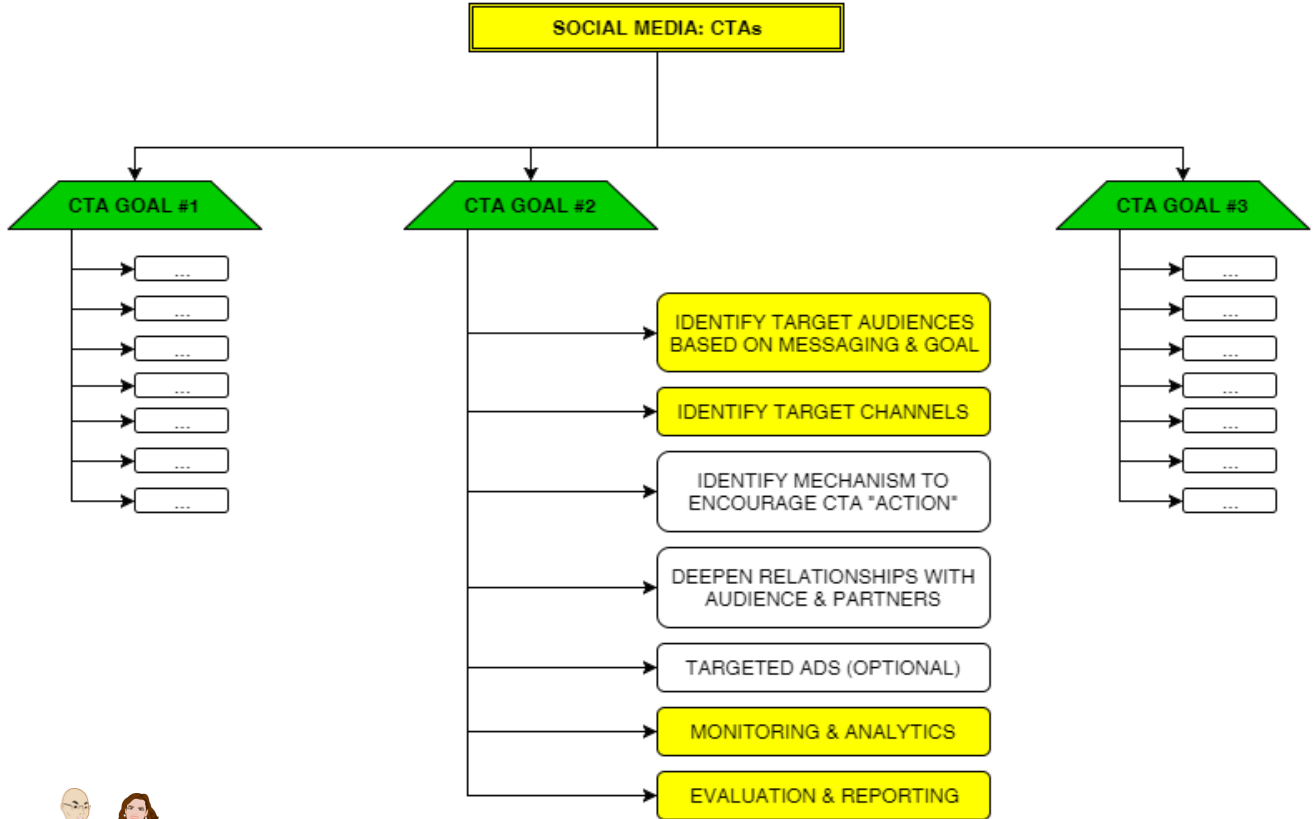 SOCIAL MEDIA: CTAs
CTA GOAL #1
CTA GOAL #2
CTA GOAL #3
...
...
...
...
...
...
...
IDENTIFY TARGET AUDIENCES
BASED ON MESSAGING & GOAL
IDENTIFY TARGET CHANNELS
IDENTIFY MECHANISM TO
ENCOURAGE CTA "ACTION"
DEEPEN RELATIONSHIPS WITH
AUDIENCE & PARTNERS
TARGETED ADS (OPTIONAL)
MONITORING & ANALYTICS
EVALUATION & REPORTING
...
...
...
...
...
...
...